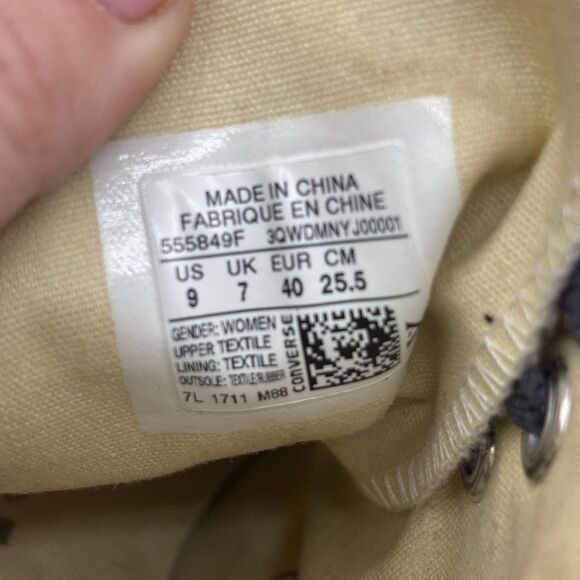 MADE IN CHINA
FABRIQUE EN CHINE
555849F 3QWDMNYJ00001
US UK EUR CM
9 7 40 25.5
GENDER: WOMEN
UPPER TEXTILE
LINING: TEXTILE
OUTSOLE: TEXTILE/RUBBER
7L 1711 M88
CONVERSE